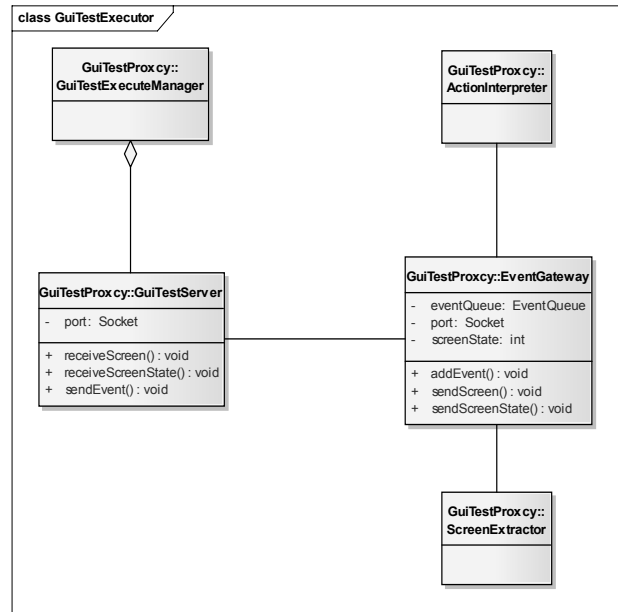 class GuiTestExecutor
GuiTestProxcy::
GuiTestExecuteManager
GuiTestProxcy::
ActionInterpreter
GuiTestProxcy::GuiTestServer
- port: Socket
+ receiveScreen() : void
+ receiveScreenState() : void
+ sendEvent() : void
GuiTestProxcy::EventGateway
- eventQueue: EventQueue
- port: Socket
- screenState: int
+ addEvent() : void
+ sendScreen() : void
+ sendScreenState() : void
GuiTestProxcy::
ScreenExtractor